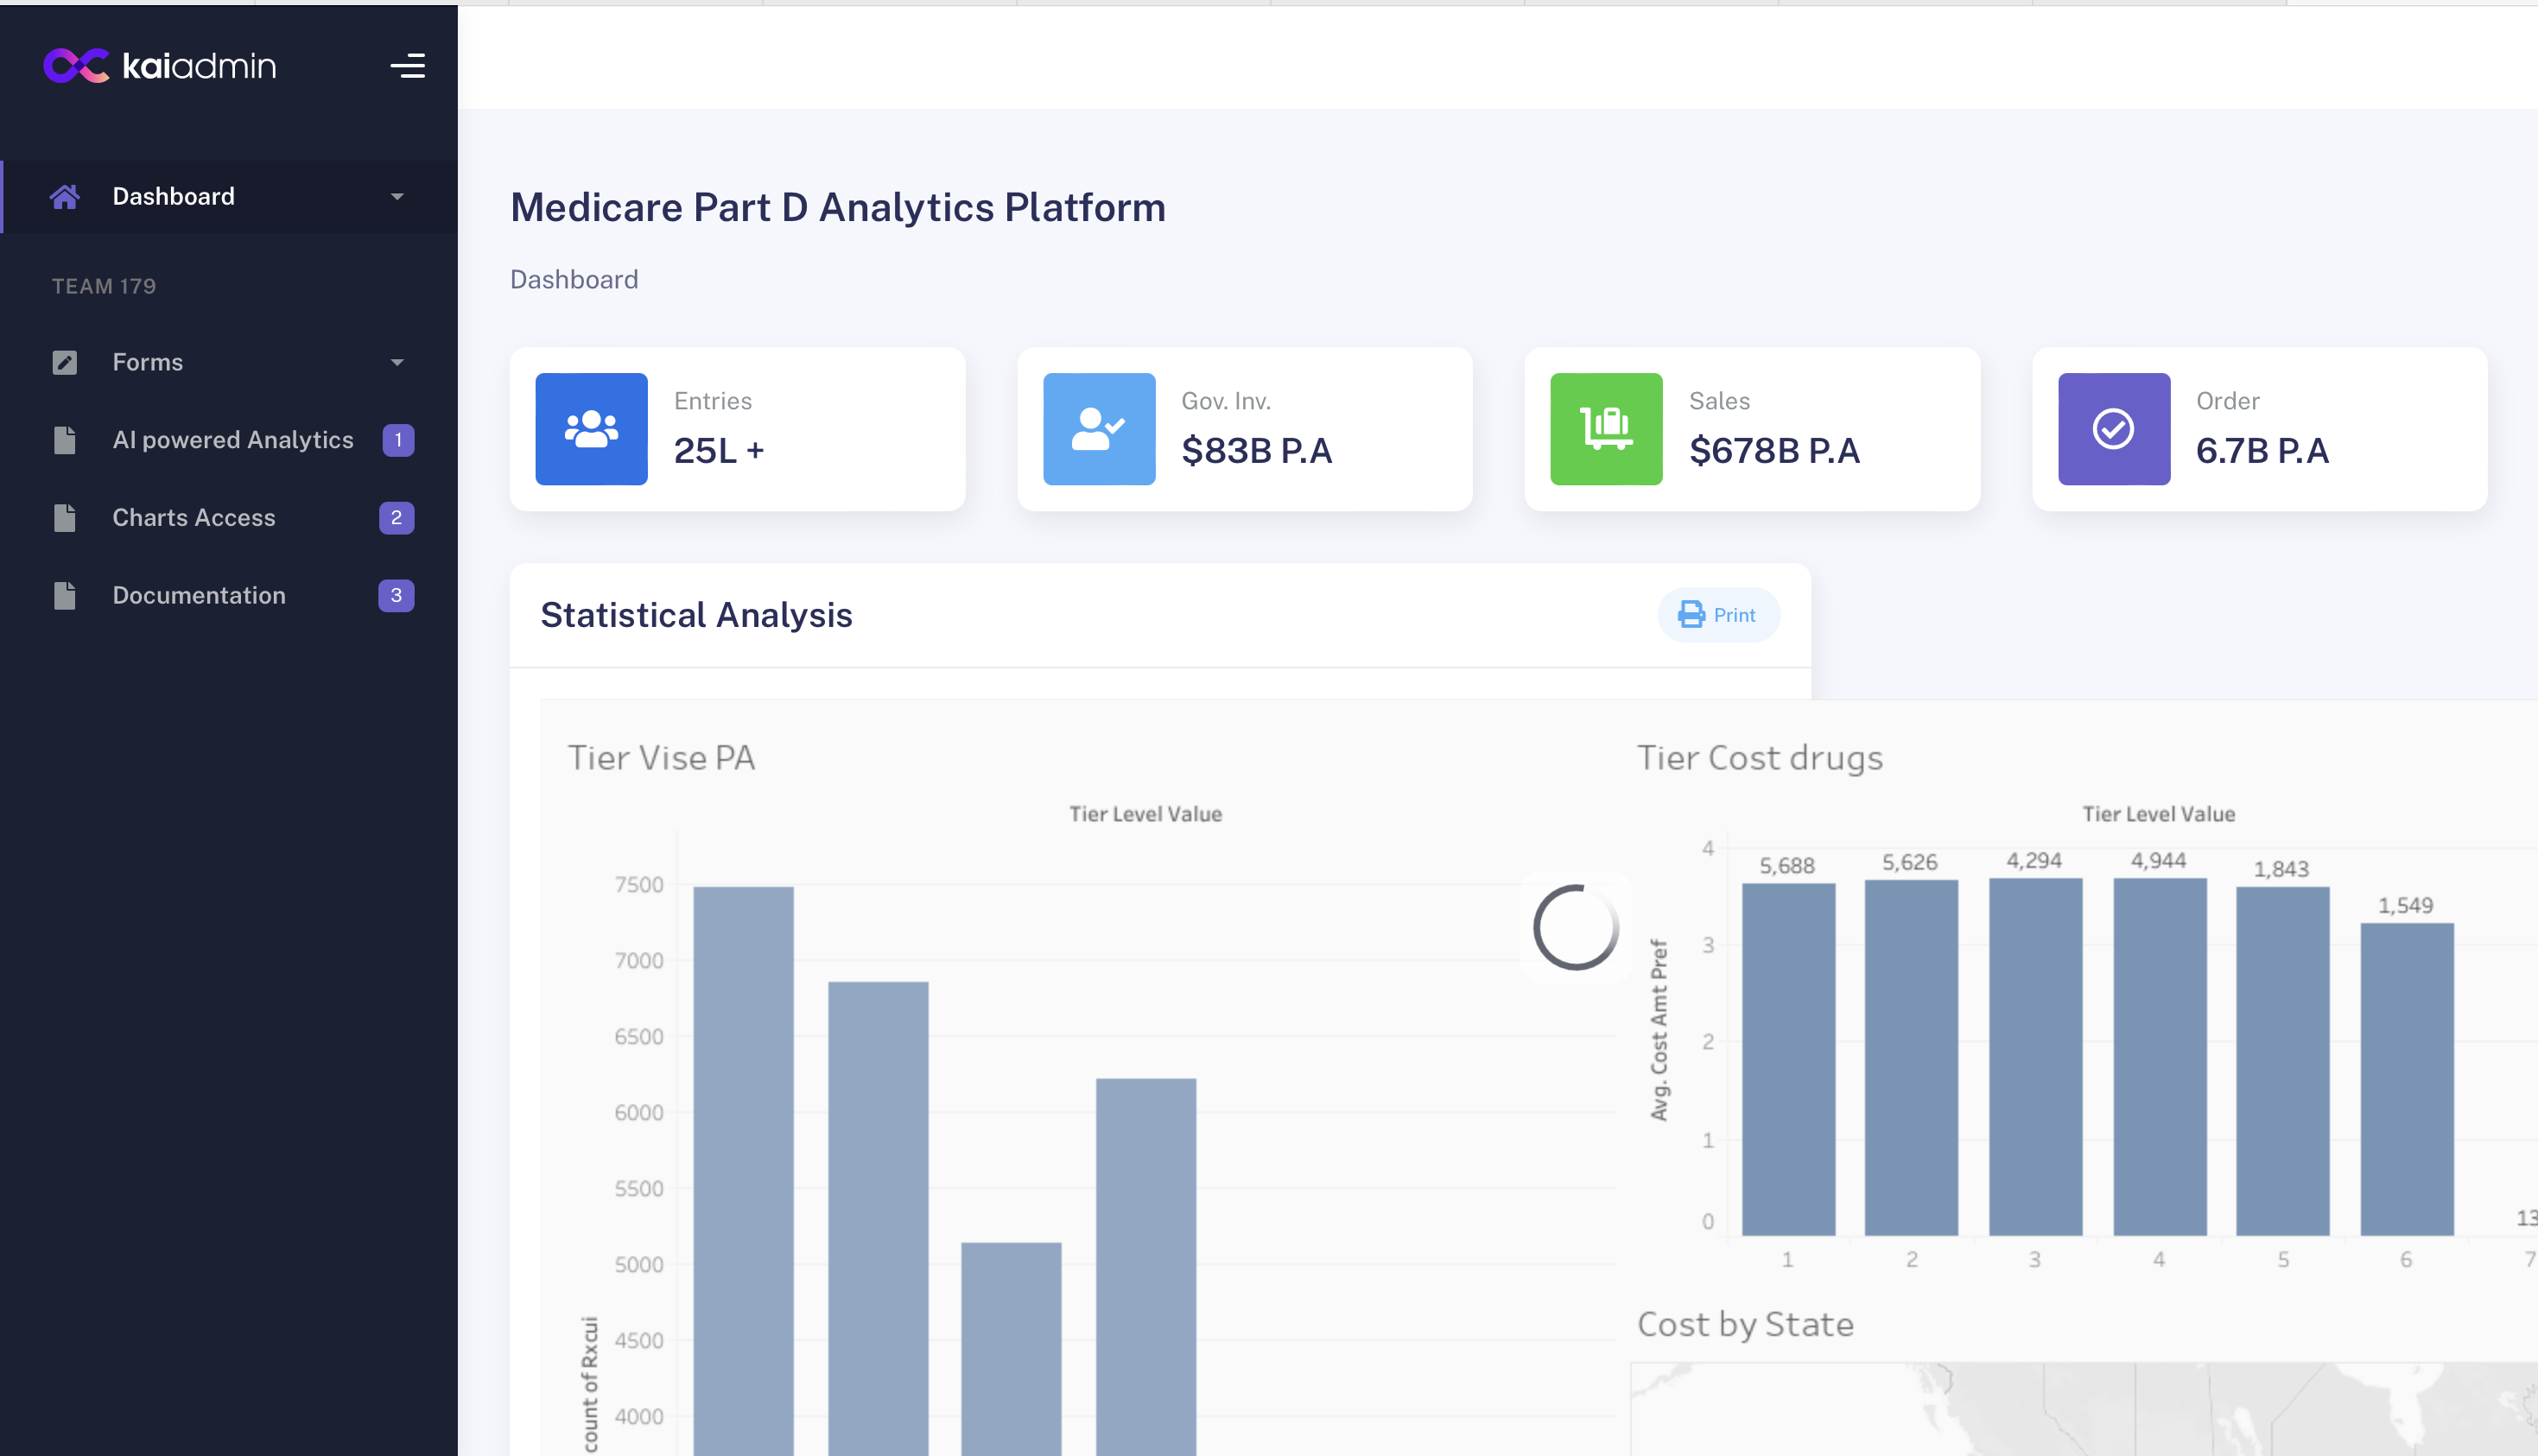 kaiadmin
Dashboard
TEAM 179
Forms
AI powered Analytics 1
Charts Access 2
Documentation 3
Medicare Part D Analytics Platform
Dashboard
Entries
25L +
Gov. Inv.
$83B P.A
Sales
$678B P.A
Order
6.7B P.A
Statistical Analysis
Print
Tier Vise PA
Tier Level Value
7500
7000
6500
6000
5500
5000
4500
4000
count of Rxcui
Tier Cost drugs
Tier Level Value
Avg. Cost Amt Pref
4
3
2
1
0
5,688
5,626
4,294
4,944
1,843
1,549
1 2 3 4 5 6 7
Cost by State